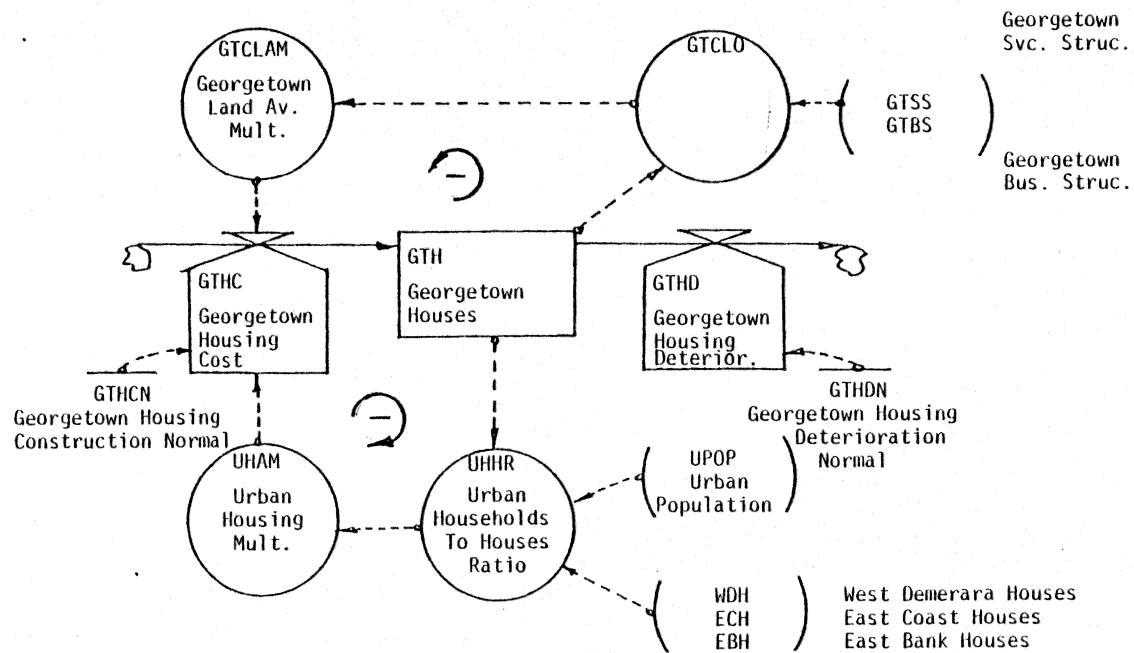 GTCLAM
Georgetown
Land Av.
Mult.
GTCLO
Georgetown
Svc. Struc.
GTSS
GTBS
Georgetown
Bus. Struc.
−
GTHC
Georgetown
Housing
Cost
GTH
Georgetown
Houses
GTHD
Georgetown
Housing
Deterior.
GTHCN
Georgetown Housing
Construction Normal
GTHDN
Georgetown Housing
Deterioration
Normal
−
UHAM
Urban
Housing
Mult.
UHHR
Urban
Households
To Houses
Ratio
UPOP
Urban
Population
WDH
ECH
EBH
West Demerara Houses
East Coast Houses
East Bank Houses